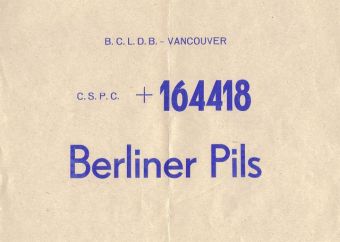 B. C. L. D. B. - VANCOUVER
C. S. P. C. + 164418
Berliner Pils